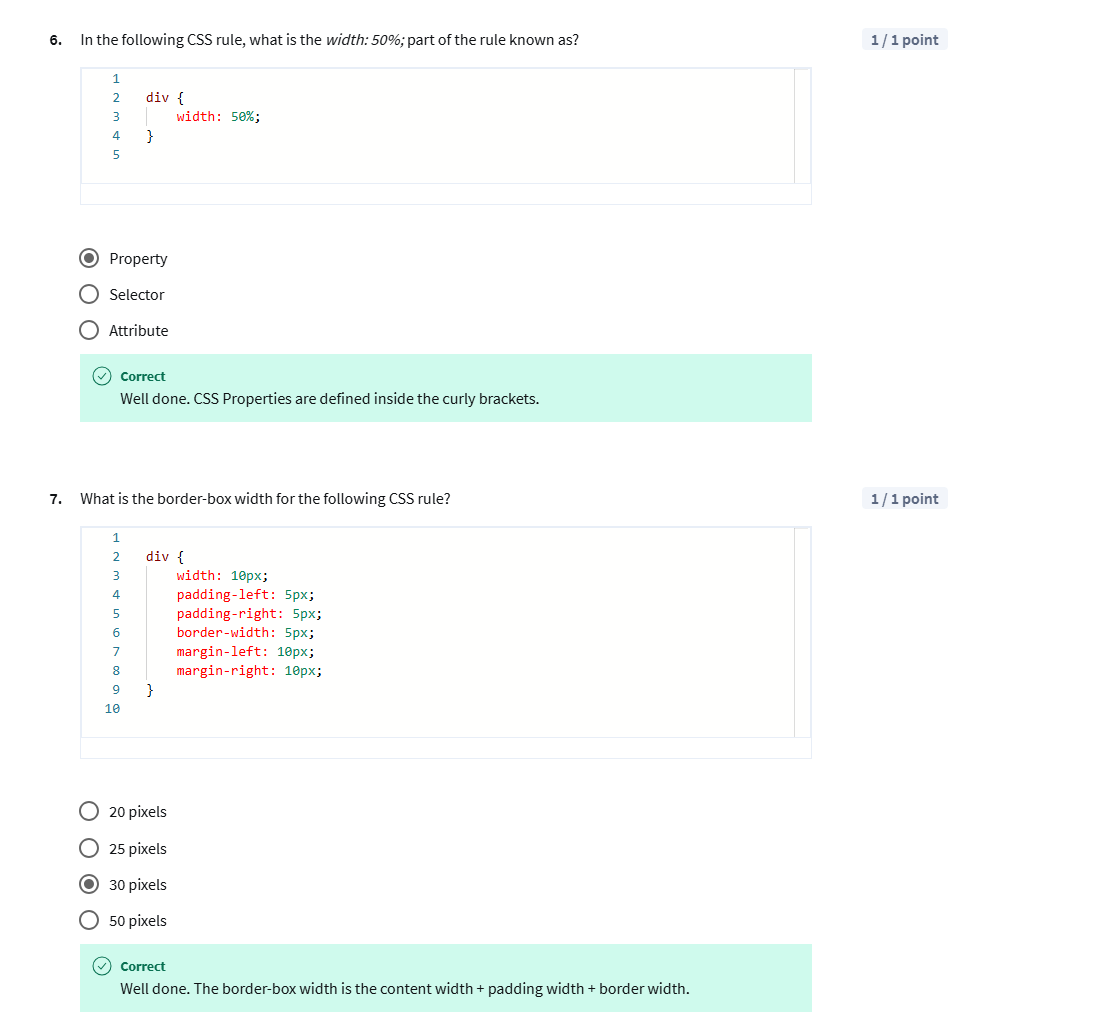 6. In the following CSS rule, what is the width: 50%; part of the rule known as?
1 / 1 point
1
2 div {
3 width: 50%;
4 }
5
Property
Selector
Attribute
Correct
Well done. CSS Properties are defined inside the curly brackets.
7. What is the border-box width for the following CSS rule?
1 / 1 point
1
2 div {
3 width: 10px;
4 padding-left: 5px;
5 padding-right: 5px;
6 border-width: 5px;
7 margin-left: 10px;
8 margin-right: 10px;
9 }
10
20 pixels
25 pixels
30 pixels
50 pixels
Correct
Well done. The border-box width is the content width + padding width + border width.